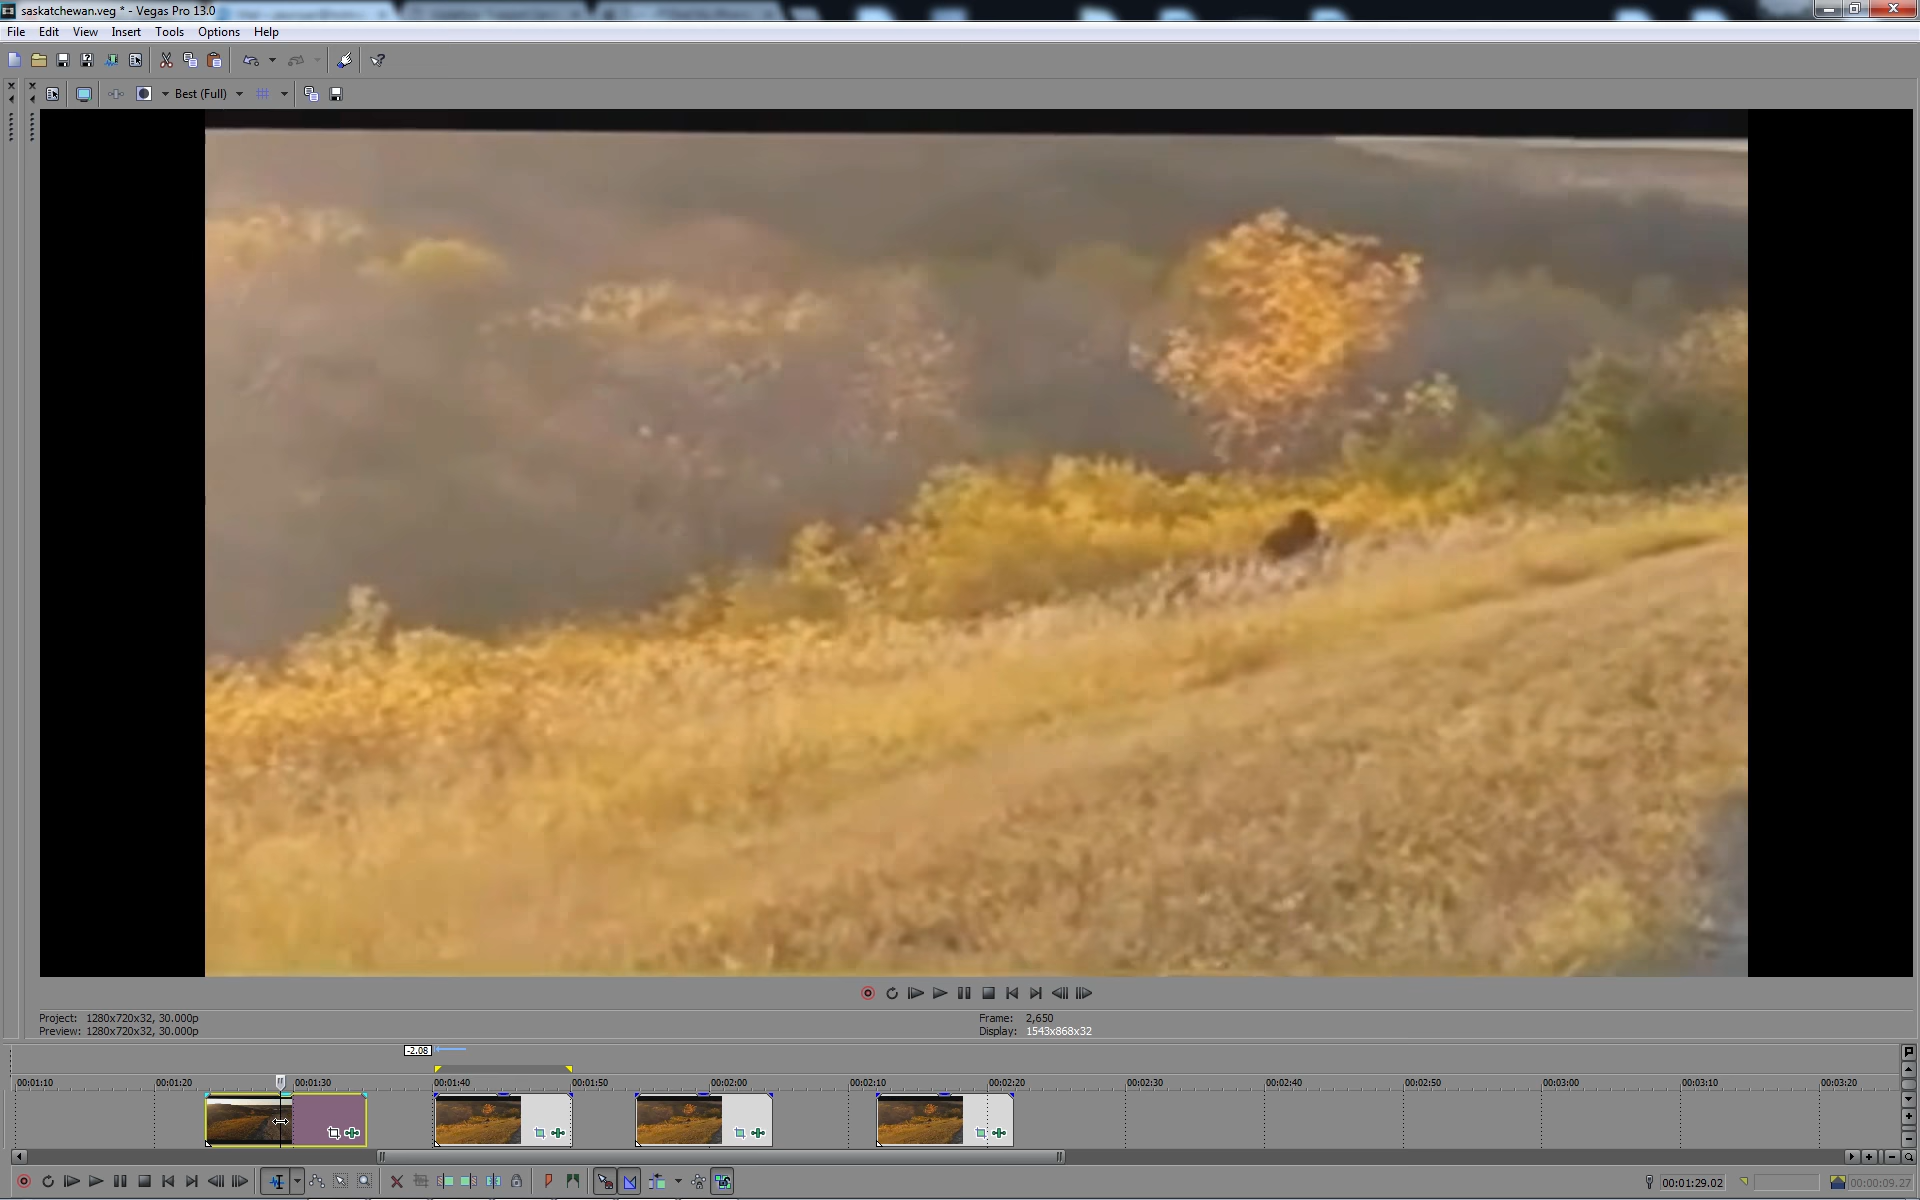 saskatchewan.veg * - Vegas Pro 13.0
File Edit View Insert Tools Options Help
Best (Full)
Project: 1280x720x32, 30.000p
Preview: 1280x720x32, 30.000p
Frame: 2,650
Display: 1543x868x32
-2.08
00:01:10 00:01:20 00:01:30 00:01:40 00:01:50 00:02:00 00:02:10 00:02:20 00:02:30 00:02:40 00:02:50 00:03:00 00:03:10 00:03:20
00:01:29.02
00:00:09.27